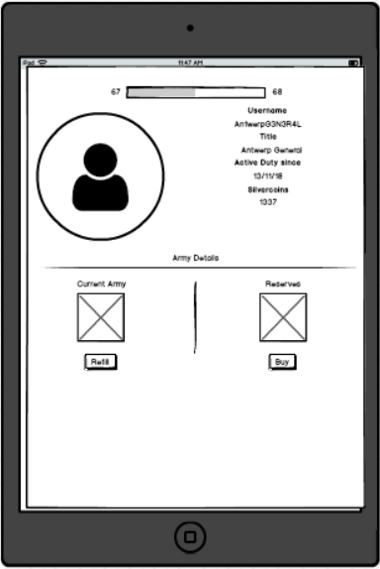 iPad
11:47 AM
67
68
Username
AntwerpG3N3R4L
Title
Antwerp General
Active Duty since
13/11/18
Silvercoins
1337
Army Details
Current Army
Reserves
Refill
Buy